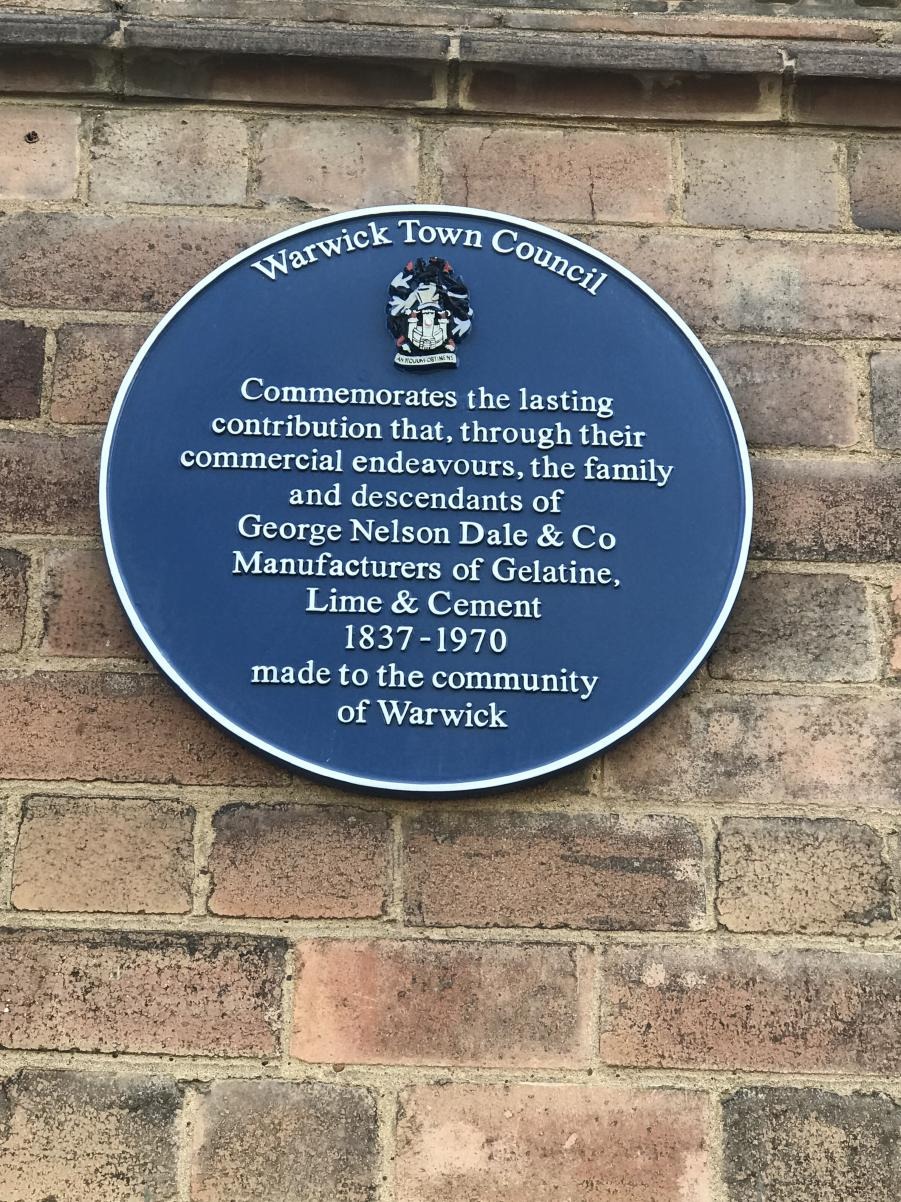 Warwick Town Council
Commemorates the lasting
contribution that, through their
commercial endeavours, the family
and descendants of
George Nelson Dale & Co
Manufacturers of Gelatine,
Lime & Cement
1837-1970
made to the community
of Warwick